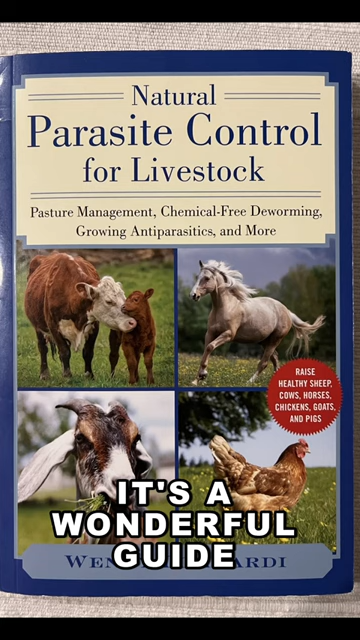 Natural
Parasite Control
for Livestock
Pasture Management, Chemical-Free Deworming,
Growing Antiparasitics, and More
RAISE
HEALTHY SHEEP,
COWS, HORSES,
CHICKENS, GOATS,
AND PIGS
IT'S A
WONDERFUL
GUIDE